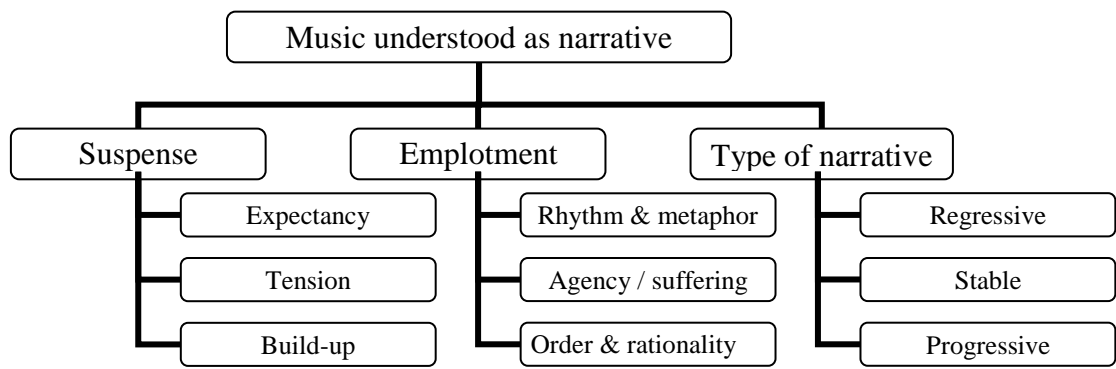 Music understood as narrative
Suspense
Expectancy
Tension
Build-up
Emplotment
Rhythm & metaphor
Agency / suffering
Order & rationality
Type of narrative
Regressive
Stable
Progressive